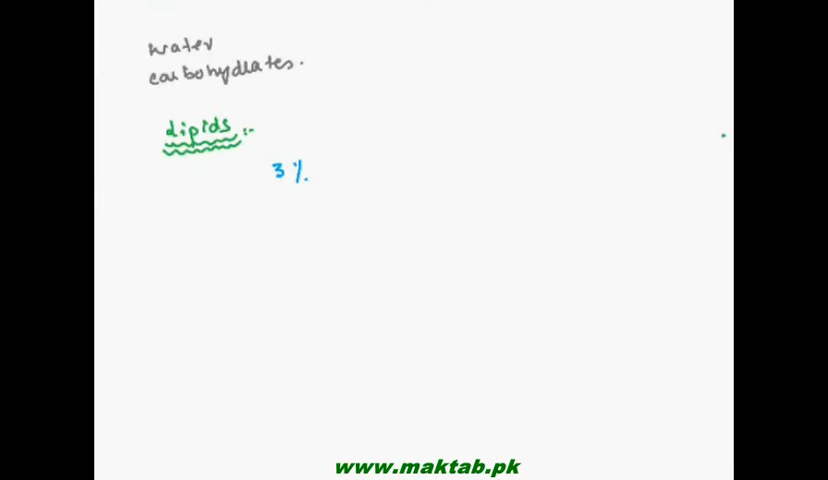 water
carbohydrates.
Lipids :-
3 %
www.maktab.pk